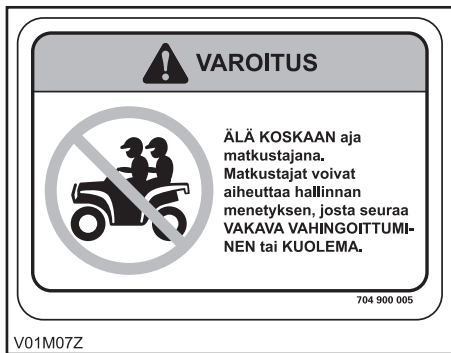 VAROITUS
ÄLÄ KOSKAAN aja
matkustajana.
Matkustajat voivat
aiheuttaa hallinnan
menetyksen, josta seuraa
VAKAVA VAHINGOITTUMI-
NEN tai KUOLEMA.
704 900 005
V01M07Z